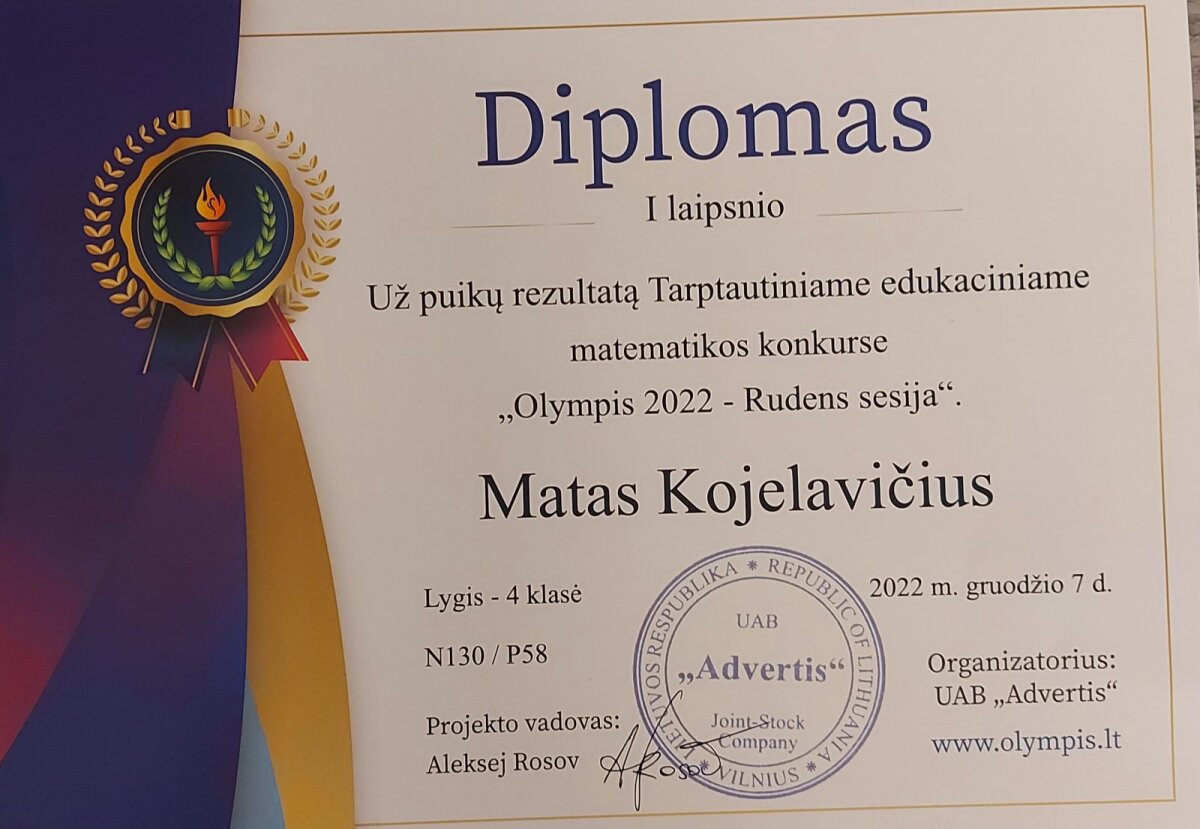 Diplomas
I laipsnio
Už puikų rezultatą Tarptautiniame edukaciniame
matematikos konkurse
„Olympis 2022 - Rudens sesija“.
Matas Kojelavičius
Lygis - 4 klasė
N130 / P58
Projekto vadovas:
Aleksej Rosov
ARosov
LIETUVOS RESPUBLIKA * REPUBLIC OF LITHUANIA * VILNIUS *
UAB
„Advertis“
Joint-Stock
Company
2022 m. gruodžio 7 d.
Organizatorius:
UAB „Advertis“
www.olympis.lt